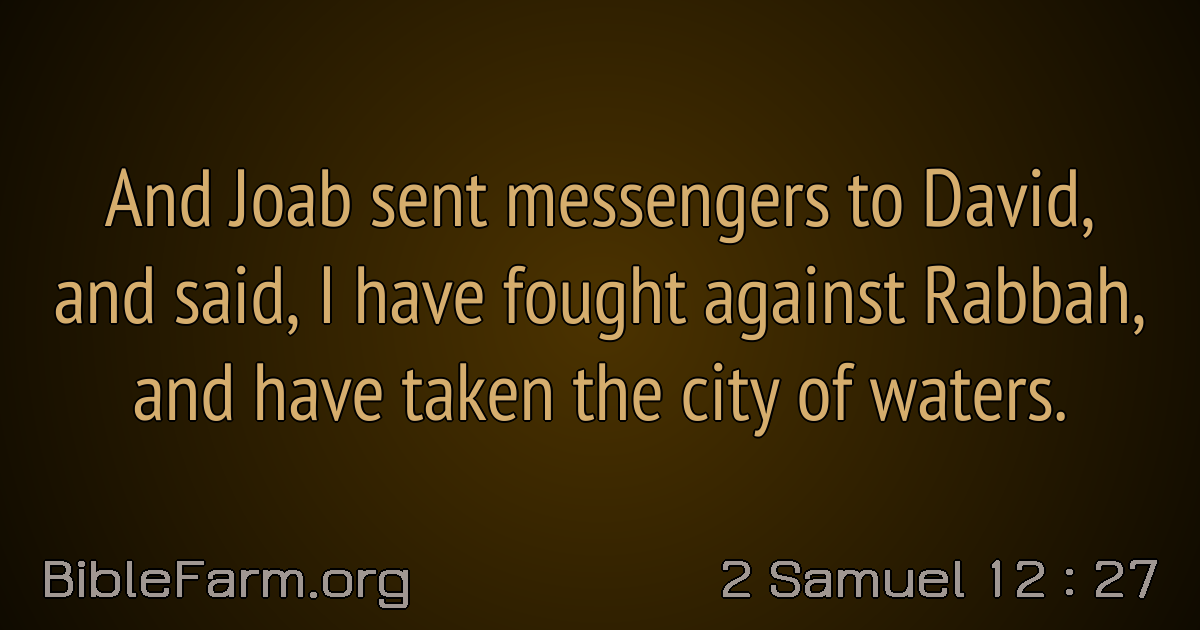 And Joab sent messengers to David,
and said, I have fought against Rabbah,
and have taken the city of waters.
BibleFarm.org
2 Samuel 12 : 27